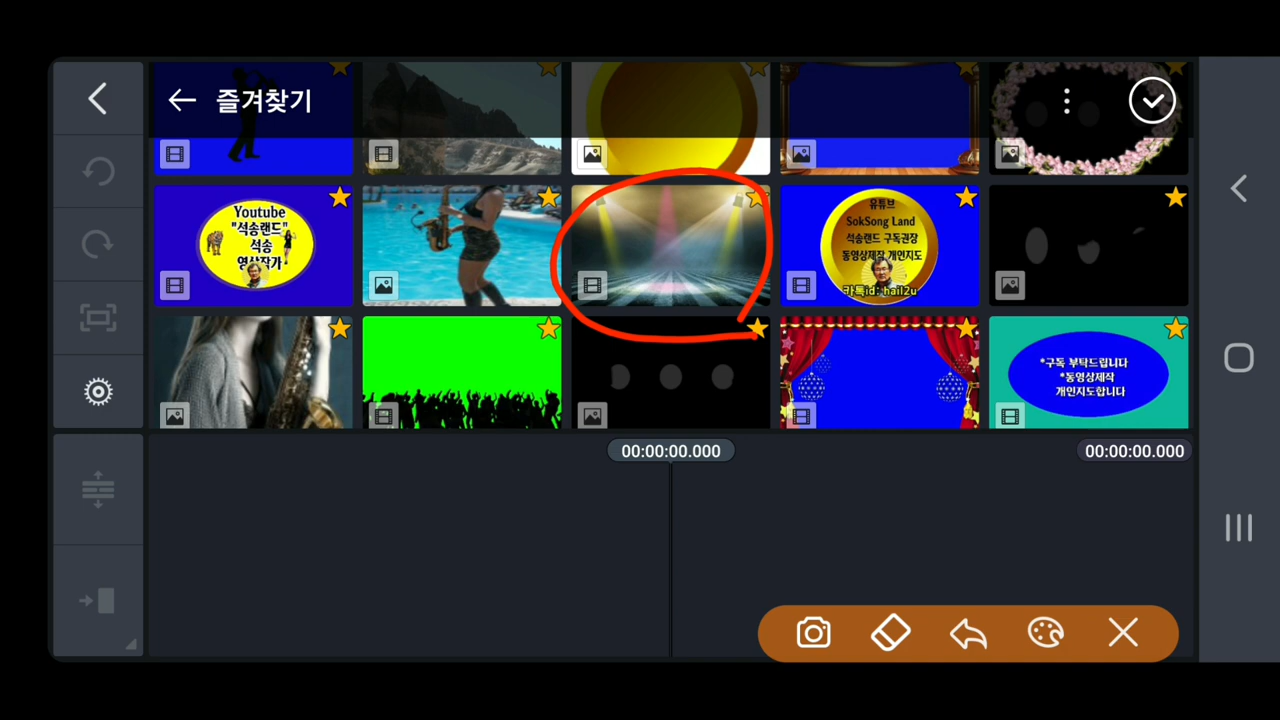 즐겨찾기
Youtube
"석송랜드"
석송
영상작가
유튜브
SokSong Land
석송랜드 구독권장
동영상제작 개인지도
카톡id: hail2u
*구독 부탁드립니다
*동영상제작
개인지도합니다
00:00:00.000
00:00:00.000